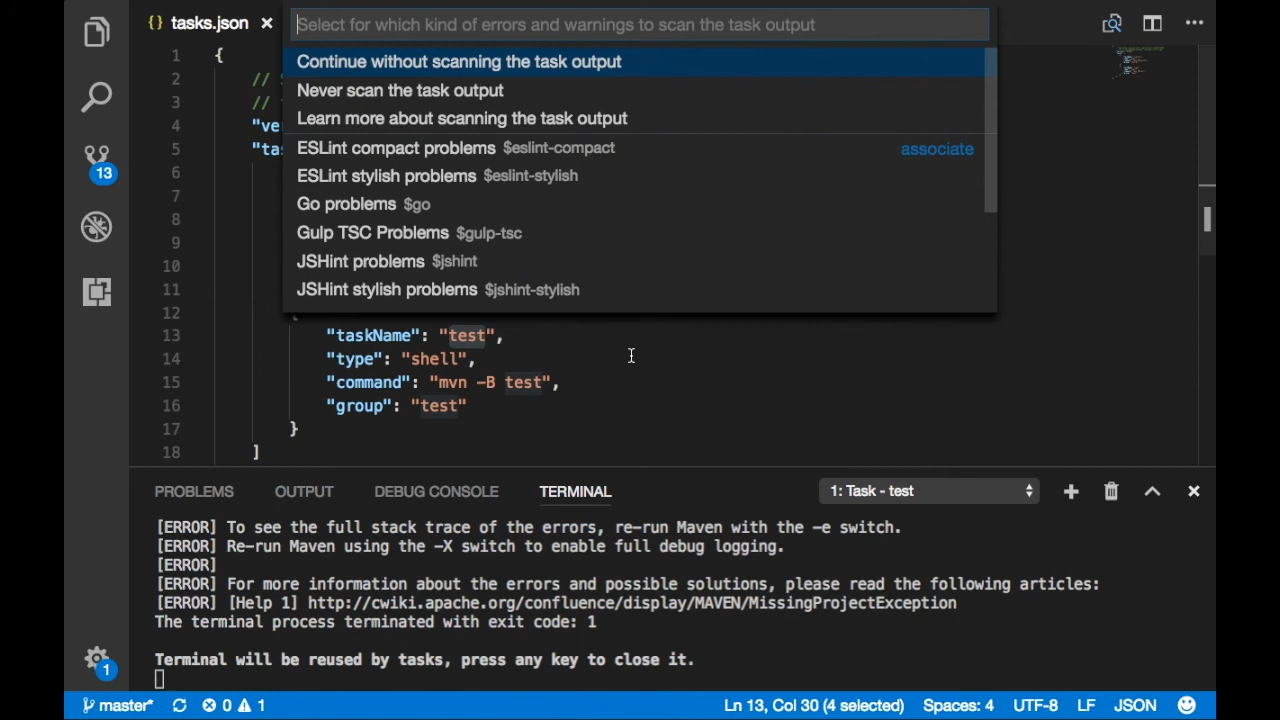 {} tasks.json ×
Select for which kind of errors and warnings to scan the task output
Continue without scanning the task output
Never scan the task output
Learn more about scanning the task output
ESLint compact problems $eslint-compact associate
ESLint stylish problems $eslint-stylish
Go problems $go
Gulp TSC Problems $gulp-tsc
JSHint problems $jshint
JSHint stylish problems $jshint-stylish
1 {
2 //
3 //
4 "ve
5 "tas
6
7
8
9
10
11
12
13 "taskName": "test",
14 "type": "shell",
15 "command": "mvn -B test",
16 "group": "test"
17 }
18 ]
13
1
PROBLEMS OUTPUT DEBUG CONSOLE TERMINAL 1: Task - test
[ERROR] To see the full stack trace of the errors, re-run Maven with the -e switch.
[ERROR] Re-run Maven using the -X switch to enable full debug logging.
[ERROR]
[ERROR] For more information about the errors and possible solutions, please read the following articles:
[ERROR] [Help 1] http://cwiki.apache.org/confluence/display/MAVEN/MissingProjectException
The terminal process terminated with exit code: 1
Terminal will be reused by tasks, press any key to close it.
master* 0 1 Ln 13, Col 30 (4 selected) Spaces: 4 UTF-8 LF JSON